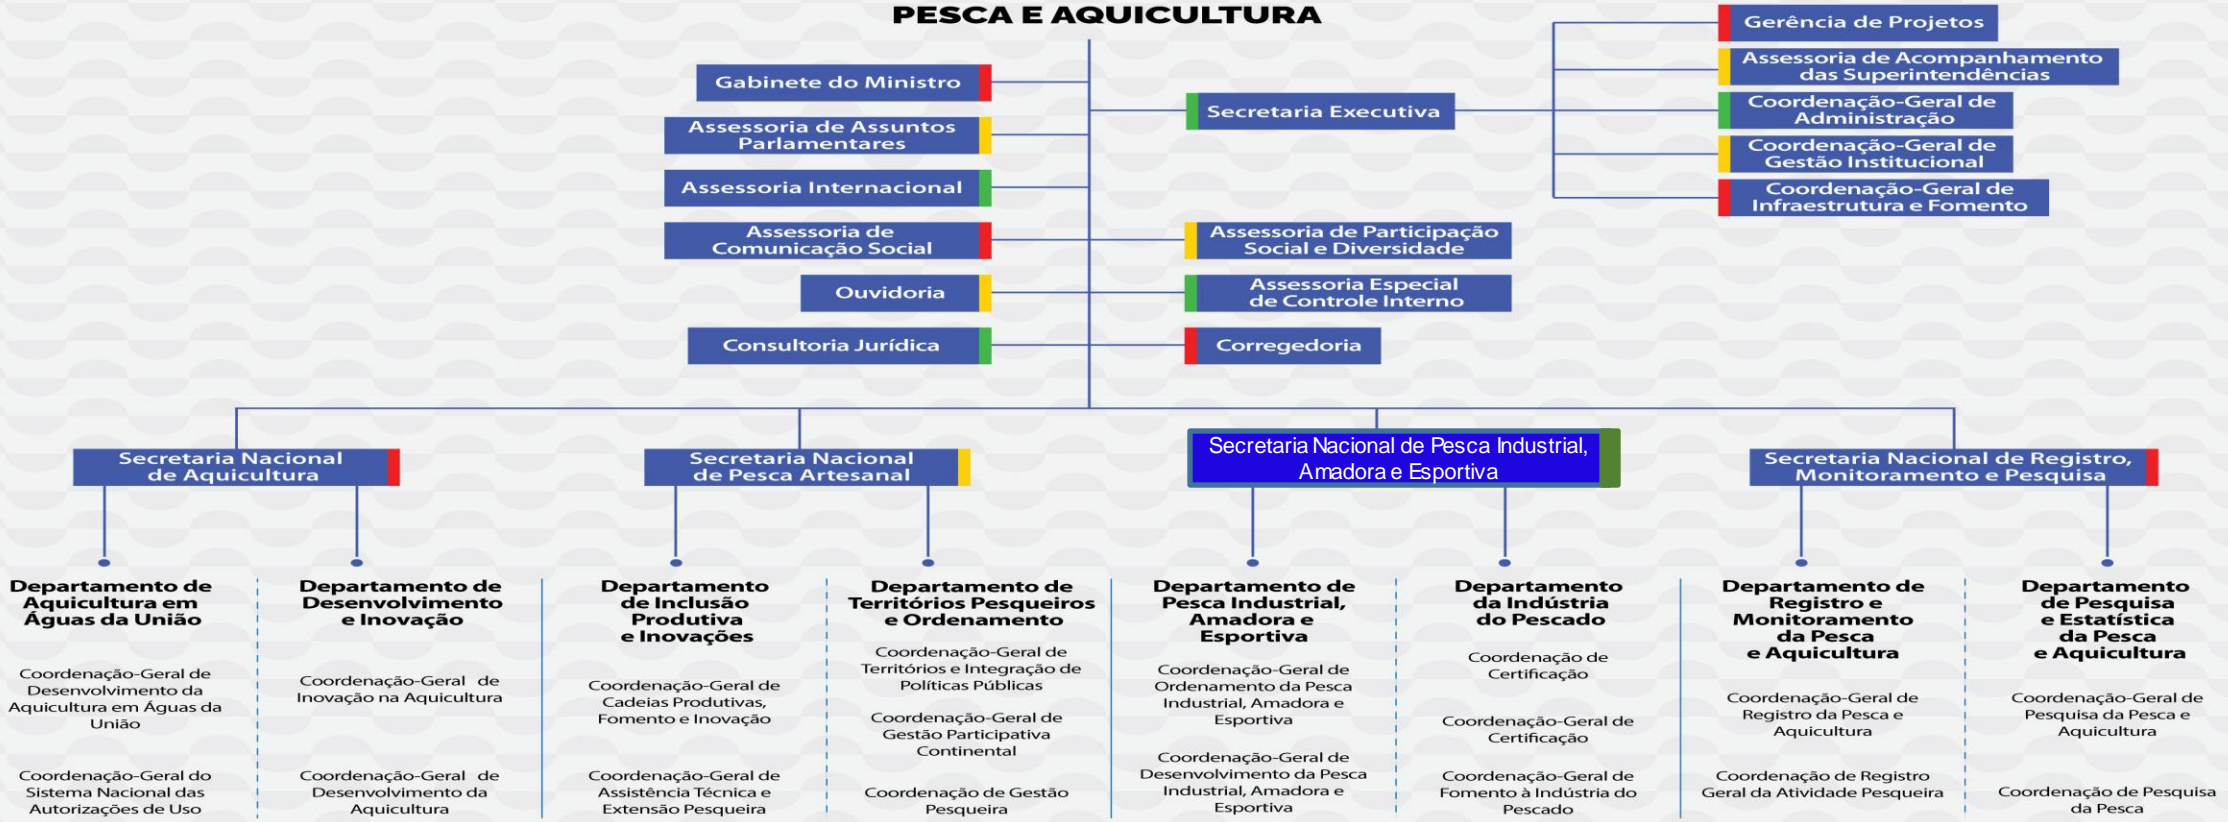 PESCA E AQUICULTURA
Gabinete do Ministro
Assessoria de Assuntos
Parlamentares
Assessoria Internacional
Assessoria de
Comunicação Social
Ouvidoria
Consultoria Jurídica
Secretaria Executiva
Assessoria de Participação
Social e Diversidade
Assessoria Especial
de Controle Interno
Corregedoria
Gerência de Projetos
Assessoria de Acompanhamento
das Superintendências
Coordenação-Geral de
Administração
Coordenação-Geral de
Gestão Institucional
Coordenação-Geral de
Infraestrutura e Fomento
Secretaria Nacional
de Aquicultura
Secretaria Nacional
de Pesca Artesanal
Secretaria Nacional de Pesca Industrial,
Amadora e Esportiva
Secretaria Nacional de Registro,
Monitoramento e Pesquisa
Departamento de
Aquicultura em
Águas da União
Coordenação-Geral de
Desenvolvimento da
Aquicultura em Águas da
União
Coordenação-Geral do
Sistema Nacional das
Autorizações de Uso
Departamento de
Desenvolvimento
e Inovação
Coordenação-Geral de
Inovação na Aquicultura
Coordenação-Geral de
Desenvolvimento da
Aquicultura
Departamento
de Inclusão
Produtiva
e Inovações
Coordenação-Geral de
Cadeias Produtivas,
Fomento e Inovação
Coordenação-Geral de
Assistência Técnica e
Extensão Pesqueira
Departamento de
Territórios Pesqueiros
e Ordenamento
Coordenação-Geral de
Territórios e Integração de
Políticas Públicas
Coordenação-Geral de
Gestão Participativa
Continental
Coordenação de Gestão
Pesqueira
Departamento de
Pesca Industrial,
Amadora e
Esportiva
Coordenação-Geral de
Ordenamento da Pesca
Industrial, Amadora e
Esportiva
Coordenação-Geral de
Desenvolvimento da Pesca
Industrial, Amadora e
Esportiva
Departamento
da Indústria
do Pescado
Coordenação de
Certificação
Coordenação-Geral de
Certificação
Coordenação-Geral de
Fomento à Indústria do
Pescado
Departamento de
Registro e
Monitoramento
da Pesca
e Aquicultura
Coordenação-Geral de
Registro da Pesca e
Aquicultura
Coordenação de Registro
Geral da Atividade Pesqueira
Departamento
de Pesquisa
e Estatística
da Pesca
e Aquicultura
Coordenação-Geral de
Pesquisa da Pesca e
Aquicultura
Coordenação de Pesquisa
da Pesca